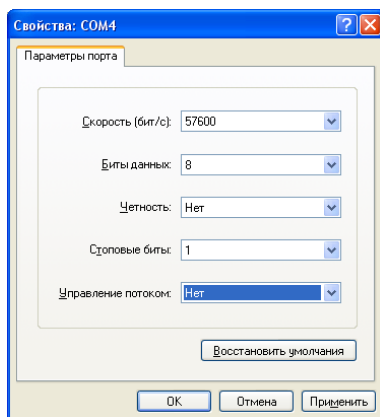 Свойства: COM4
Параметры порта
Скорость (бит/с): 57600
Биты данных: 8
Четность: Нет
Стоповые биты: 1
Управление потоком: Нет
Восстановить умолчания
OK Отмена Применить